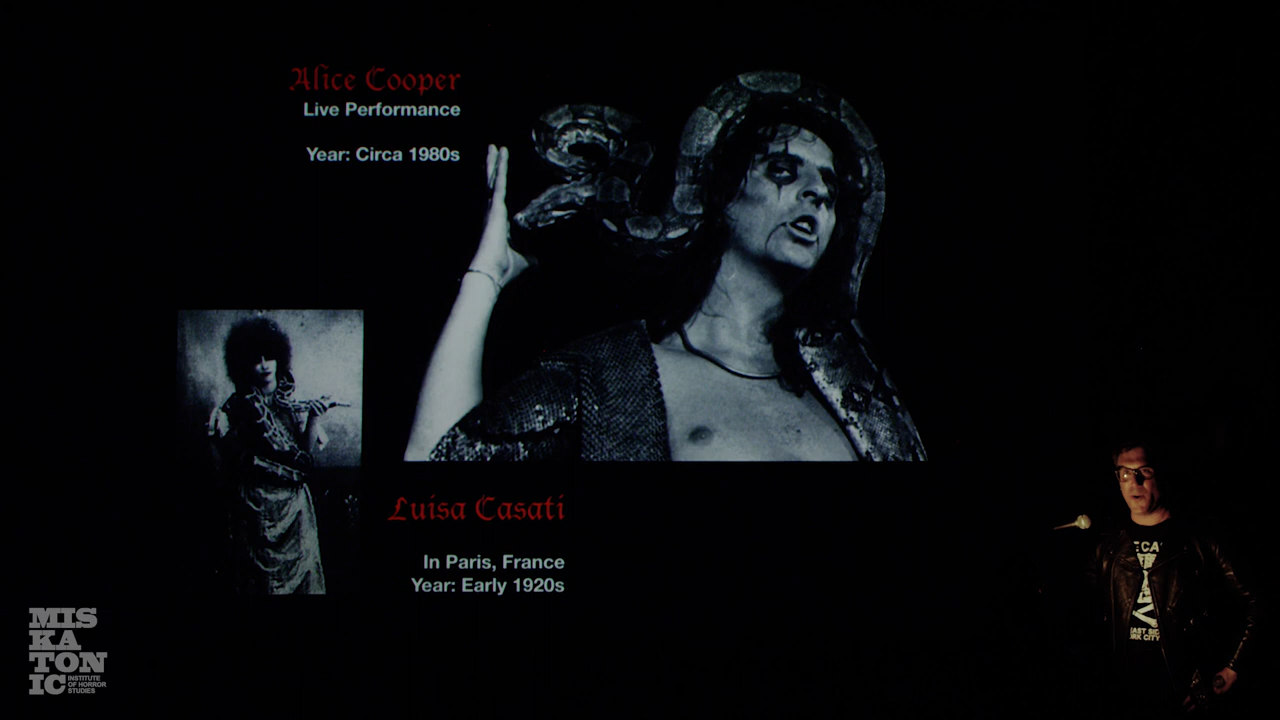 Alice Cooper
Live Performance
Year: Circa 1980s
Luisa Casati
In Paris, France
Year: Early 1920s
MIS
KA
TON
IC INSTITUTE
OF HORROR
STUDIES